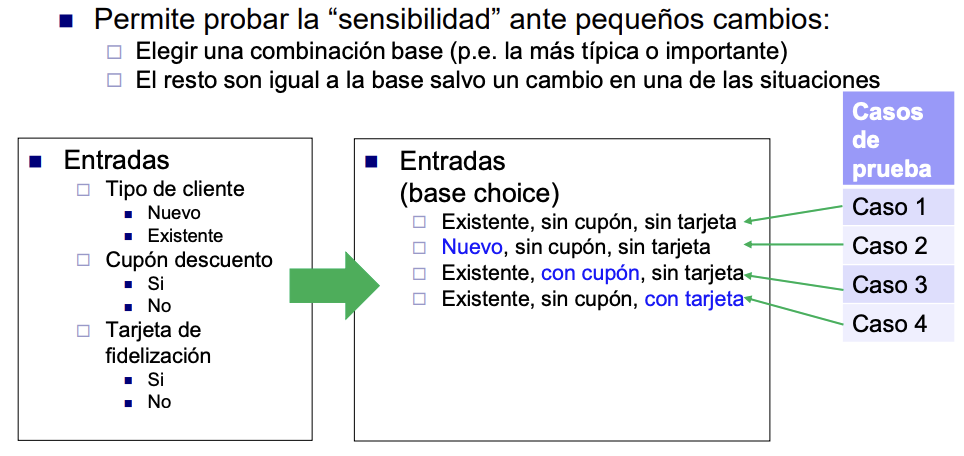 Permite probar la “sensibilidad” ante pequeños cambios:
Elegir una combinación base (p.e. la más típica o importante)
El resto son igual a la base salvo un cambio en una de las situaciones
Entradas
Tipo de cliente
Nuevo
Existente
Cupón descuento
Si
No
Tarjeta de
fidelización
Si
No
Entradas
(base choice)
Existente, sin cupón, sin tarjeta
Nuevo, sin cupón, sin tarjeta
Existente, con cupón, sin tarjeta
Existente, sin cupón, con tarjeta
Casos
de
prueba
Caso 1
Caso 2
Caso 3
Caso 4